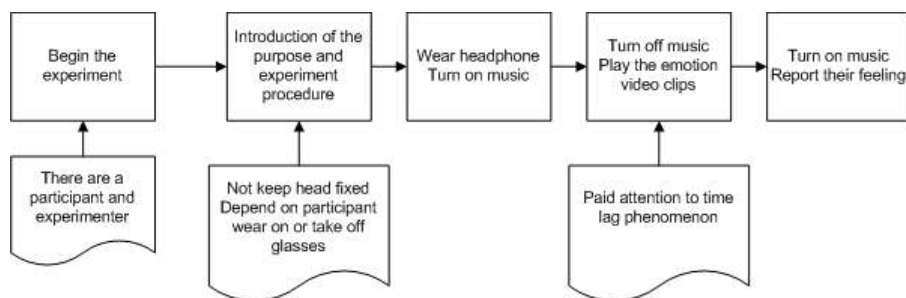 Begin the
experiment
Introduction of the
purpose and
experiment
procedure
Wear headphone
Turn on music
Turn off music
Play the emotion
video clips
Turn on music
Report their feeling
There are a
participant and
experimenter
Not keep head fixed
Depend on participant
wear on or take off
glasses
Paid attention to time
lag phenomenon